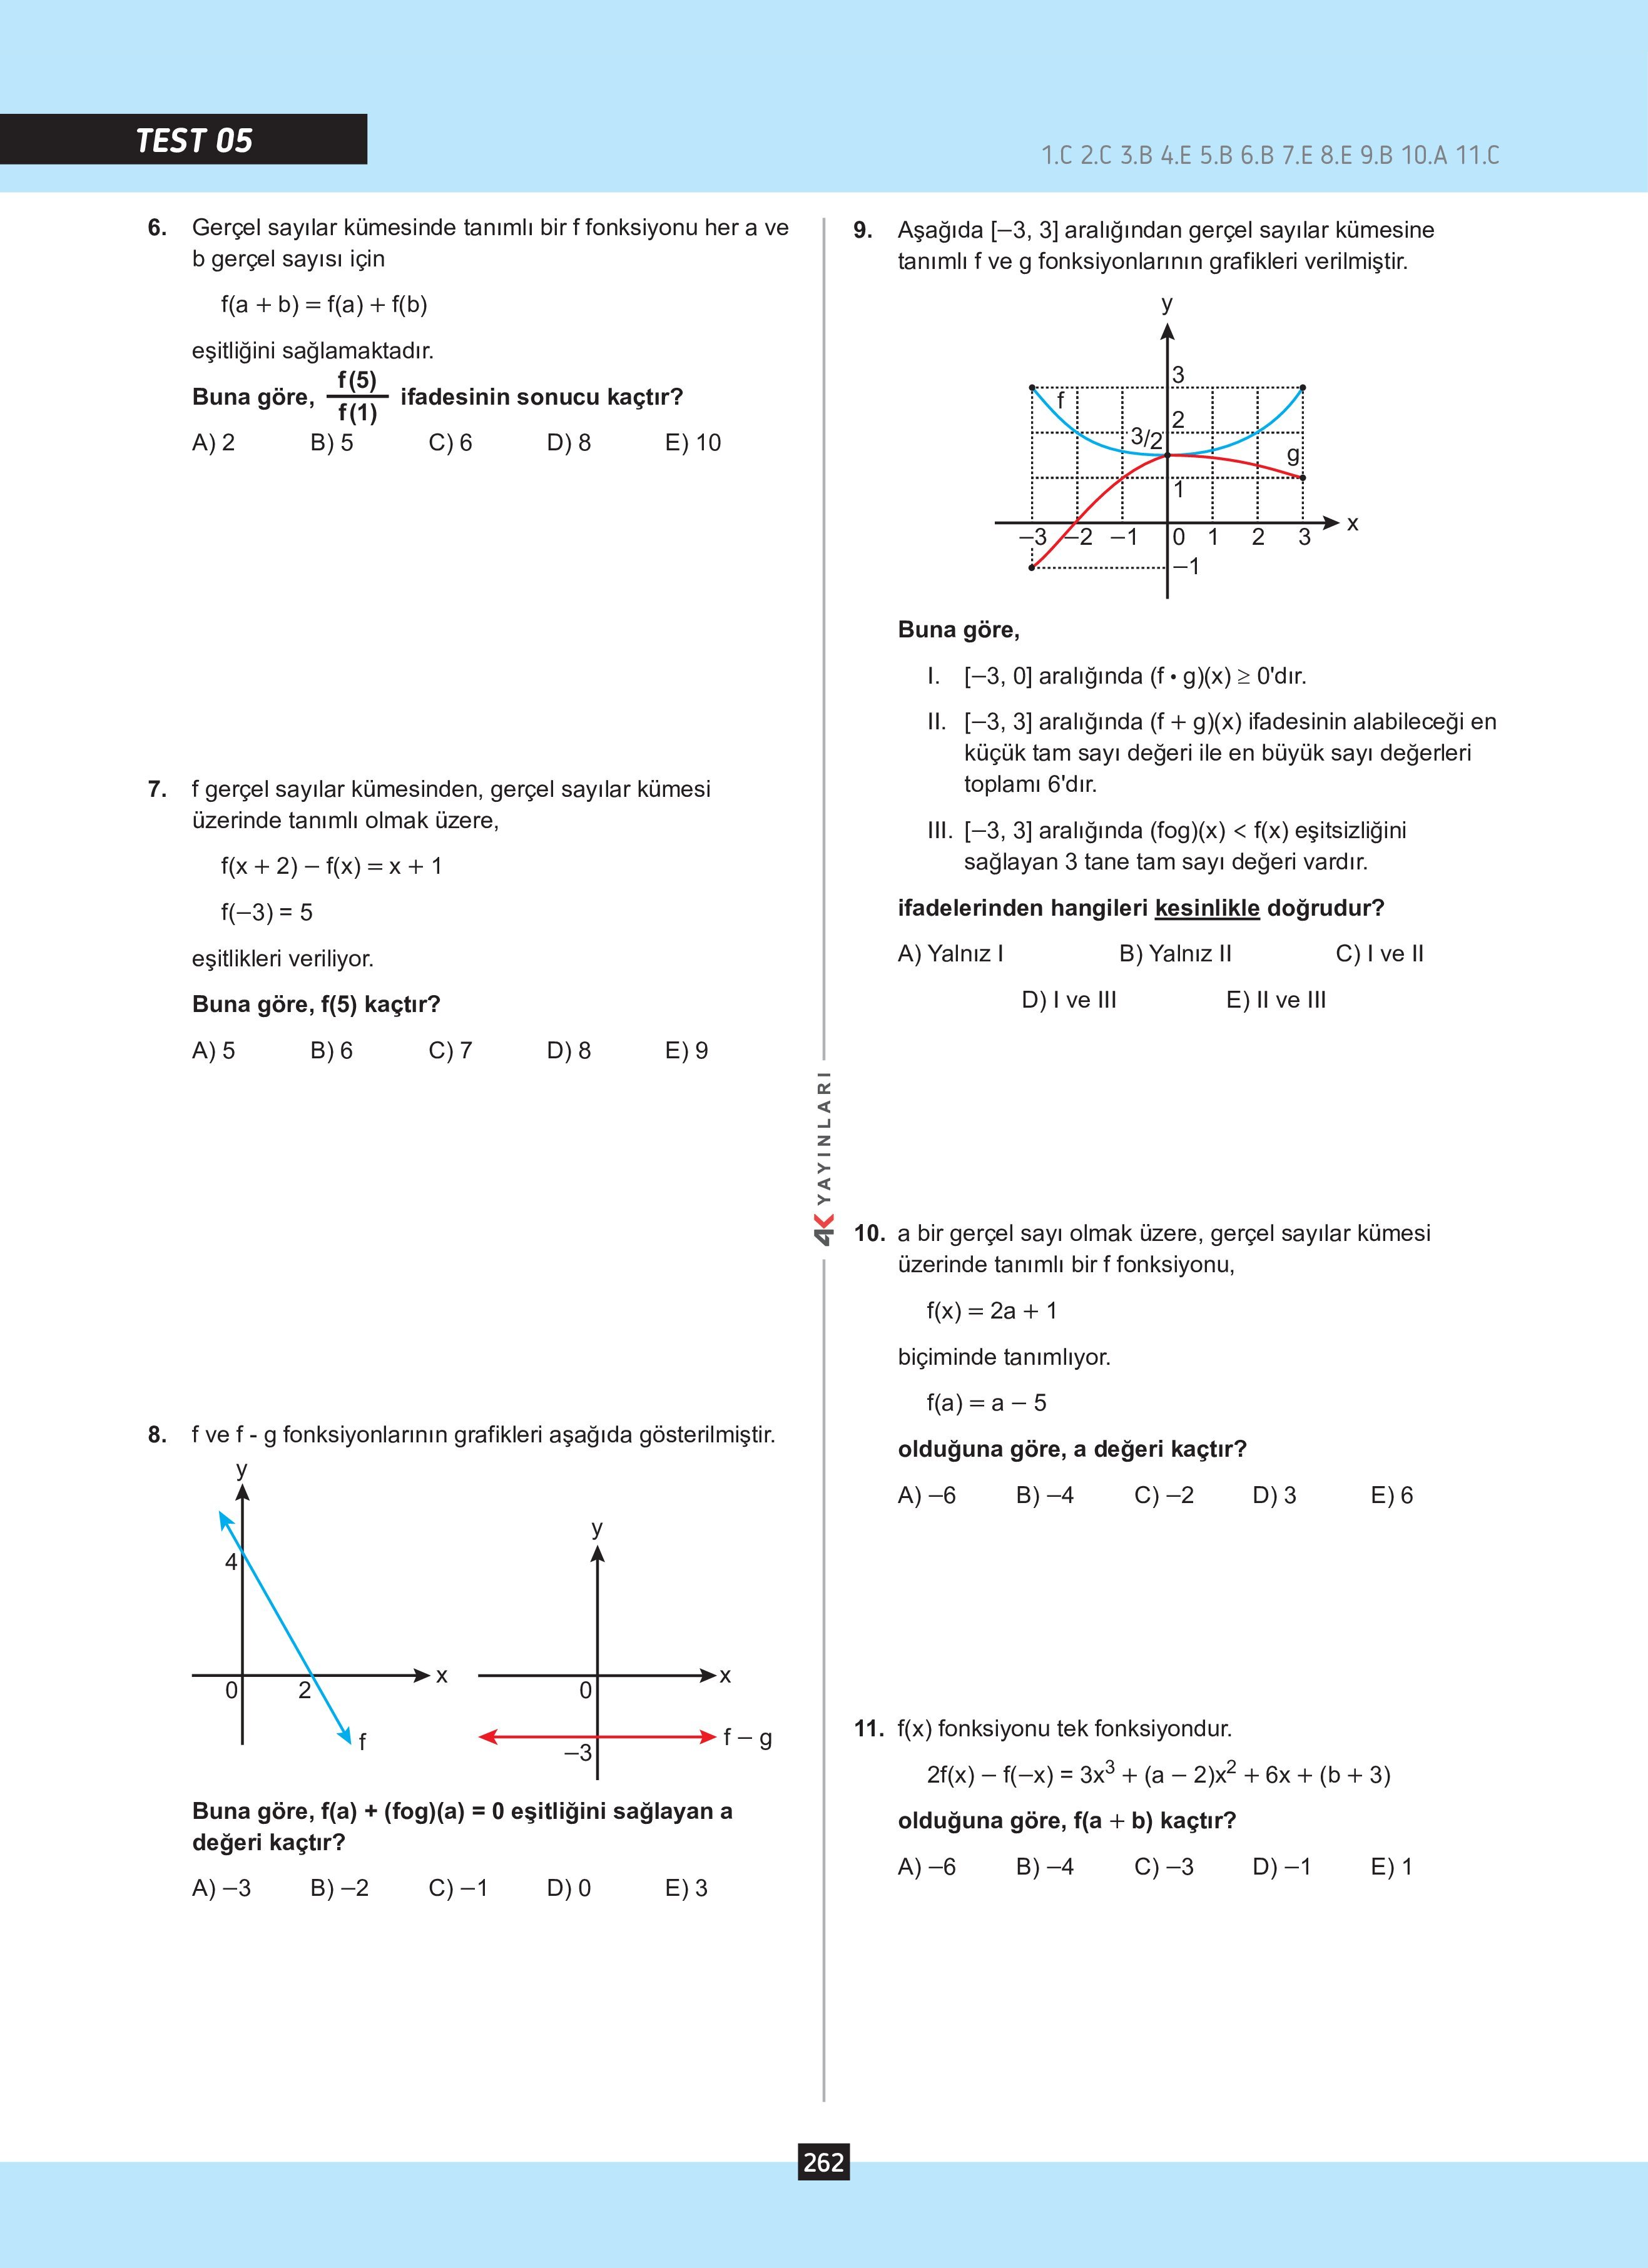 TEST 05
1.C 2.C 3.B 4.E 5.B 6.B 7.E 8.E 9.B 10.A 11.C
6. Gerçel sayılar kümesinde tanımlı bir f fonksiyonu her a ve
b gerçel sayısı için
f(a + b) = f(a) + f(b)
eşitliğini sağlamaktadır.
Buna göre, f(5)/f(1) ifadesinin sonucu kaçtır?
A) 2 B) 5 C) 6 D) 8 E) 10
7. f gerçel sayılar kümesinden, gerçel sayılar kümesi
üzerinde tanımlı olmak üzere,
f(x + 2) – f(x) = x + 1
f(–3) = 5
eşitlikleri veriliyor.
Buna göre, f(5) kaçtır?
A) 5 B) 6 C) 7 D) 8 E) 9
8. f ve f - g fonksiyonlarının grafikleri aşağıda gösterilmiştir.
y
4
0 2 x
f
y
0 x
–3 f – g
Buna göre, f(a) + (fog)(a) = 0 eşitliğini sağlayan a
değeri kaçtır?
A) –3 B) –2 C) –1 D) 0 E) 3
4K YAYINLARI
9. Aşağıda [–3, 3] aralığından gerçel sayılar kümesine
tanımlı f ve g fonksiyonlarının grafikleri verilmiştir.
y
3
f
2
3/2
g
1
x
–3 –2 –1 0 1 2 3
–1
Buna göre,
I. [–3, 0] aralığında (f • g)(x) ≥ 0'dır.
II. [–3, 3] aralığında (f + g)(x) ifadesinin alabileceği en
küçük tam sayı değeri ile en büyük sayı değerleri
toplamı 6'dır.
III. [–3, 3] aralığında (fog)(x) < f(x) eşitsizliğini
sağlayan 3 tane tam sayı değeri vardır.
ifadelerinden hangileri kesinlikle doğrudur?
A) Yalnız I B) Yalnız II C) I ve II
D) I ve III E) II ve III
10. a bir gerçel sayı olmak üzere, gerçel sayılar kümesi
üzerinde tanımlı bir f fonksiyonu,
f(x) = 2a + 1
biçiminde tanımlıyor.
f(a) = a – 5
olduğuna göre, a değeri kaçtır?
A) –6 B) –4 C) –2 D) 3 E) 6
11. f(x) fonksiyonu tek fonksiyondur.
2f(x) – f(–x) = 3x³ + (a – 2)x² + 6x + (b + 3)
olduğuna göre, f(a + b) kaçtır?
A) –6 B) –4 C) –3 D) –1 E) 1
262